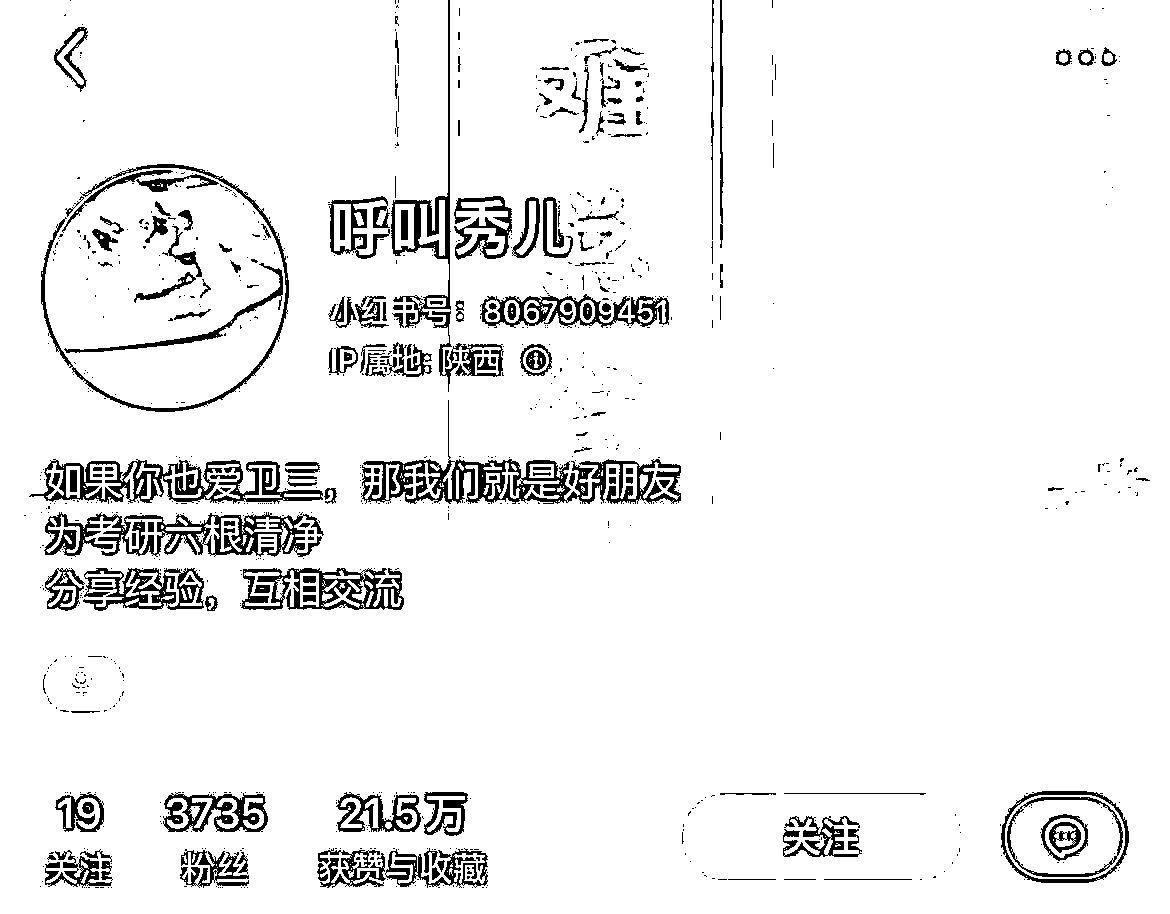 难
呼叫秀儿
小红书号：8067909451
IP属地：陕西
如果你也爱卫三，那我们就是好朋友
为考研六根清净
分享经验，互相交流
19 3735 21.5万
关注 粉丝 获赞与收藏 关注